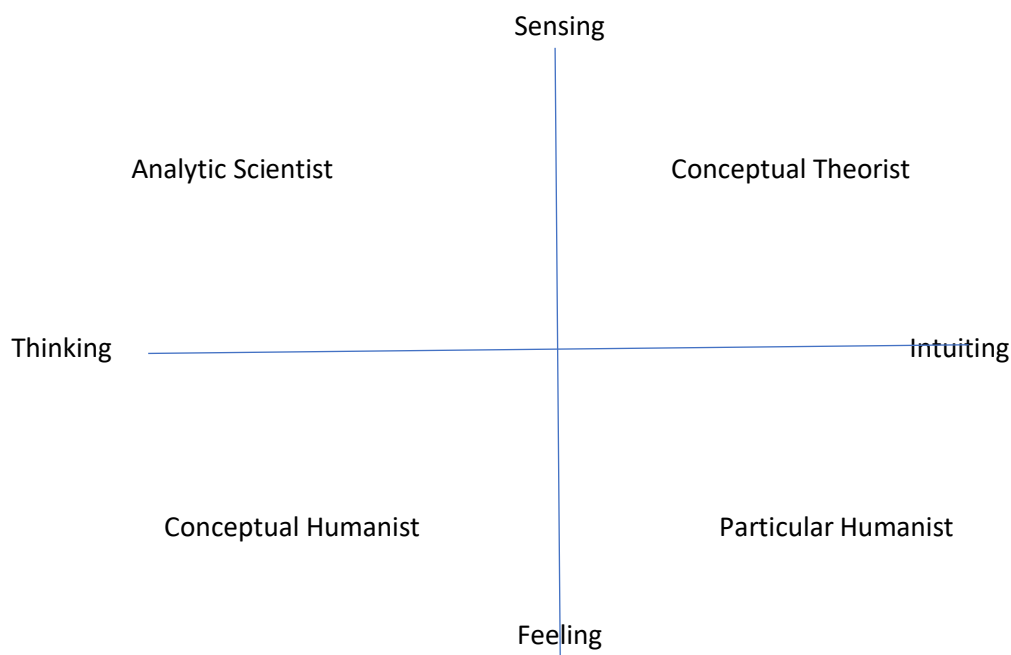 Sensing
Analytic Scientist
Conceptual Theorist
Thinking
Intuiting
Conceptual Humanist
Particular Humanist
Feeling